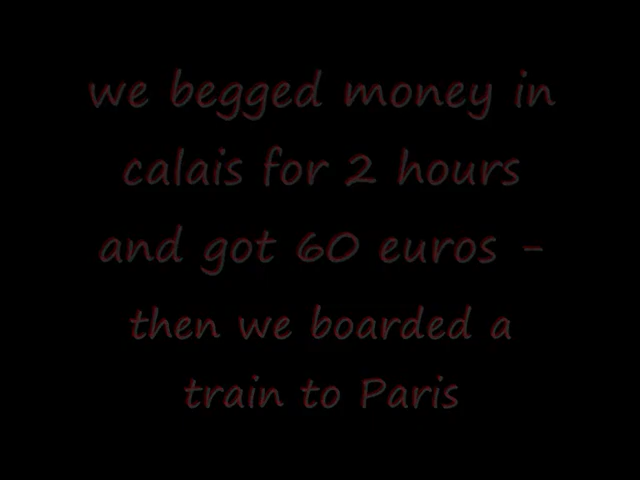 we begged money in
calais for 2 hours
and got 60 euros -
then we boarded a
train to Paris